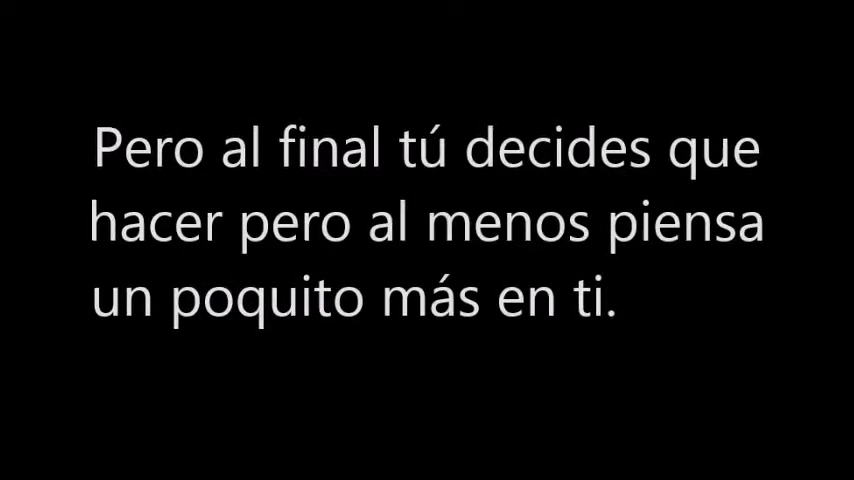 Pero al final tú decides que
hacer pero al menos piensa
un poquito más en ti.